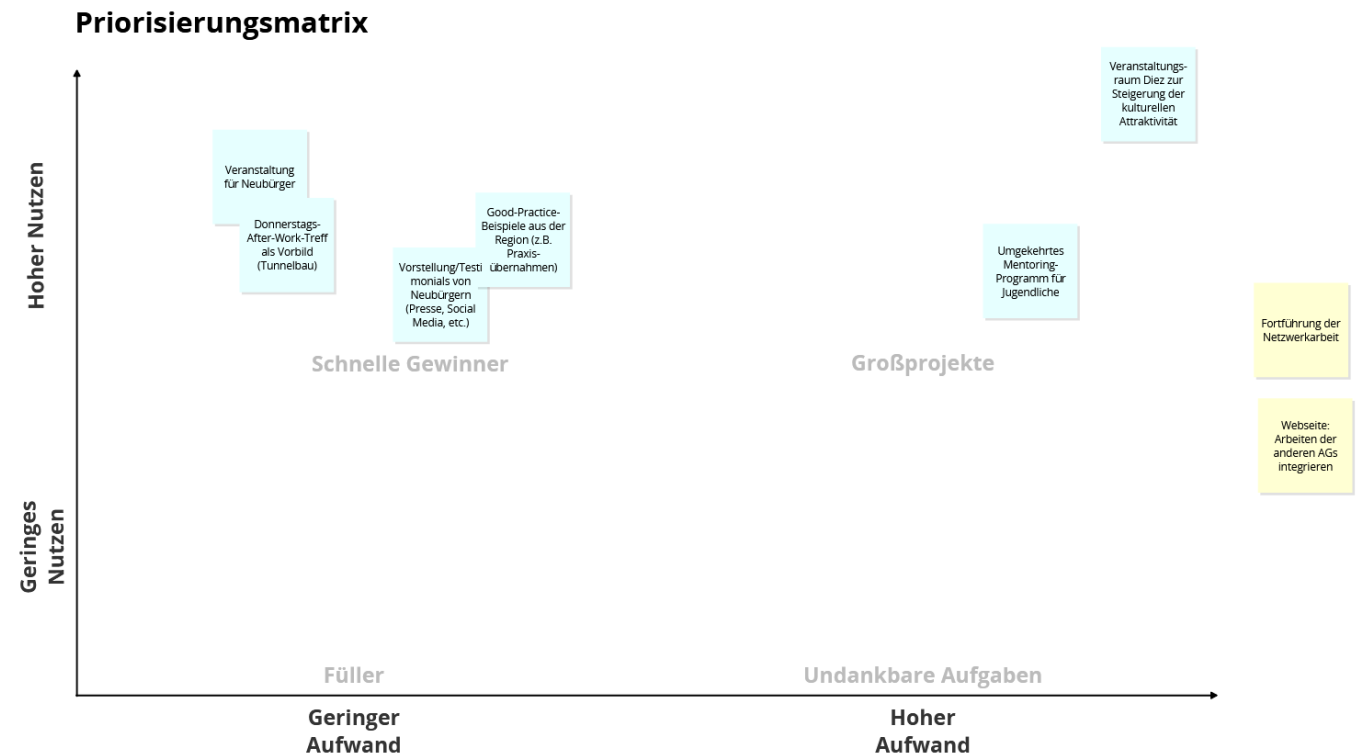 Priorisierungsmatrix
Hoher Nutzen
Geringes
Nutzen
Veranstaltung
für Neubürger
Donnerstags-
After-Work-Treff
als Vorbild
(Tunnelbau)
Vorstellung/Testi
monials von
Neubürgern
(Presse, Social
Media, etc.)
Good-Practice-
Beispiele aus der
Region (z.B.
Praxis-
übernahmen)
Schnelle Gewinner
Veranstaltungs-
raum Diez zur
Steigerung der
kulturellen
Attraktivität
Umgekehrtes
Mentoring-
Programm für
Jugendliche
Großprojekte
Fortführung der
Netzwerkarbeit
Webseite:
Arbeiten der
anderen AGs
integrieren
Füller
Undankbare Aufgaben
Geringer
Aufwand
Hoher
Aufwand